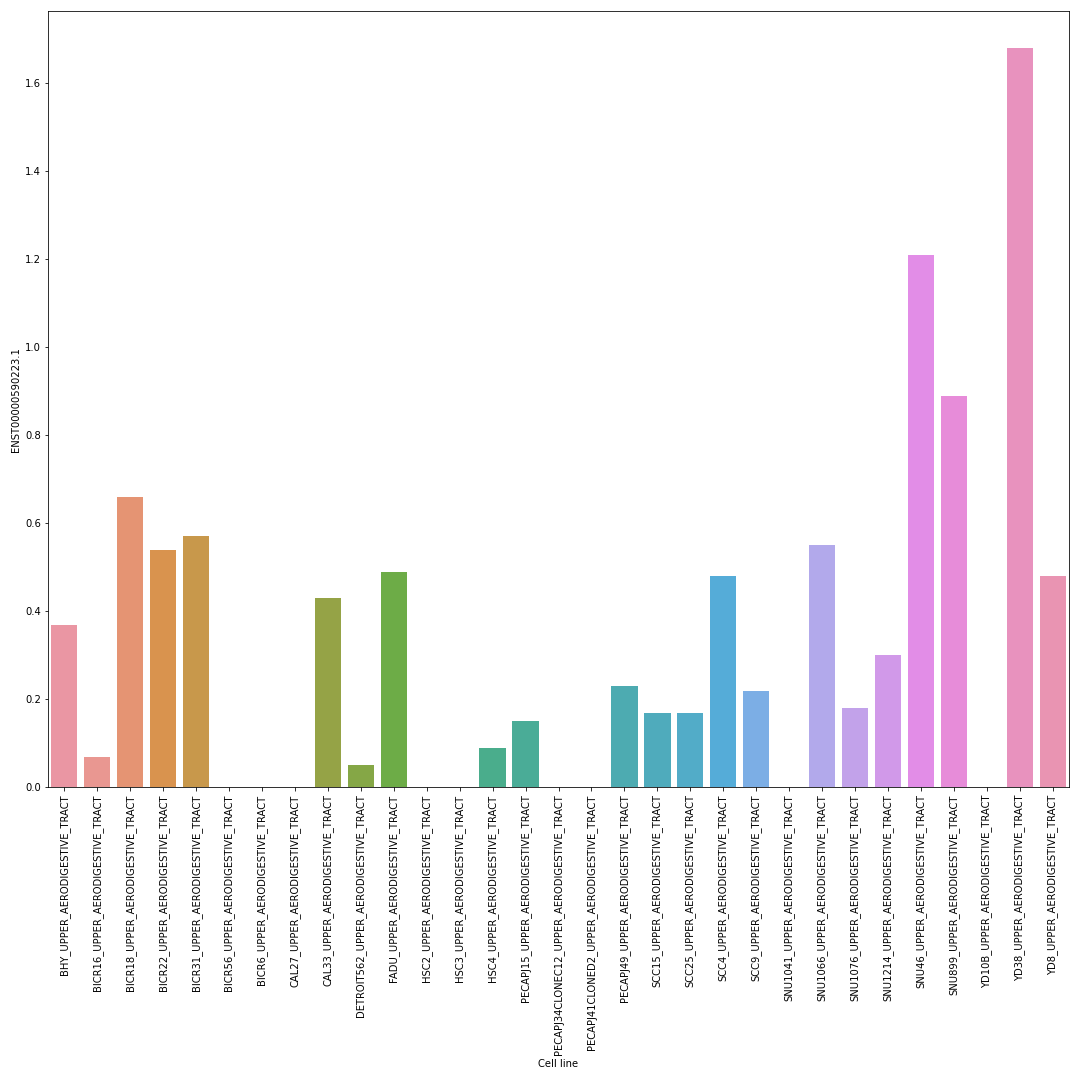 1.6
1.4
1.2
1.0
0.8
0.6
0.4
0.2
0.0
ENST00000590223.1
BHY_UPPER_AERODIGESTIVE_TRACT
BICR16_UPPER_AERODIGESTIVE_TRACT
BICR18_UPPER_AERODIGESTIVE_TRACT
BICR22_UPPER_AERODIGESTIVE_TRACT
BICR31_UPPER_AERODIGESTIVE_TRACT
BICR56_UPPER_AERODIGESTIVE_TRACT
BICR6_UPPER_AERODIGESTIVE_TRACT
CAL27_UPPER_AERODIGESTIVE_TRACT
CAL33_UPPER_AERODIGESTIVE_TRACT
DETROIT562_UPPER_AERODIGESTIVE_TRACT
FADU_UPPER_AERODIGESTIVE_TRACT
HSC2_UPPER_AERODIGESTIVE_TRACT
HSC3_UPPER_AERODIGESTIVE_TRACT
HSC4_UPPER_AERODIGESTIVE_TRACT
PECAPJ15_UPPER_AERODIGESTIVE_TRACT
PECAPJ34CLONEC12_UPPER_AERODIGESTIVE_TRACT
PECAPJ41CLONED2_UPPER_AERODIGESTIVE_TRACT
PECAPJ49_UPPER_AERODIGESTIVE_TRACT
SCC15_UPPER_AERODIGESTIVE_TRACT
SCC25_UPPER_AERODIGESTIVE_TRACT
SCC4_UPPER_AERODIGESTIVE_TRACT
SCC9_UPPER_AERODIGESTIVE_TRACT
SNU1041_UPPER_AERODIGESTIVE_TRACT
SNU1066_UPPER_AERODIGESTIVE_TRACT
SNU1076_UPPER_AERODIGESTIVE_TRACT
SNU1214_UPPER_AERODIGESTIVE_TRACT
SNU46_UPPER_AERODIGESTIVE_TRACT
SNU899_UPPER_AERODIGESTIVE_TRACT
YD10B_UPPER_AERODIGESTIVE_TRACT
YD38_UPPER_AERODIGESTIVE_TRACT
YD8_UPPER_AERODIGESTIVE_TRACT
Cell line